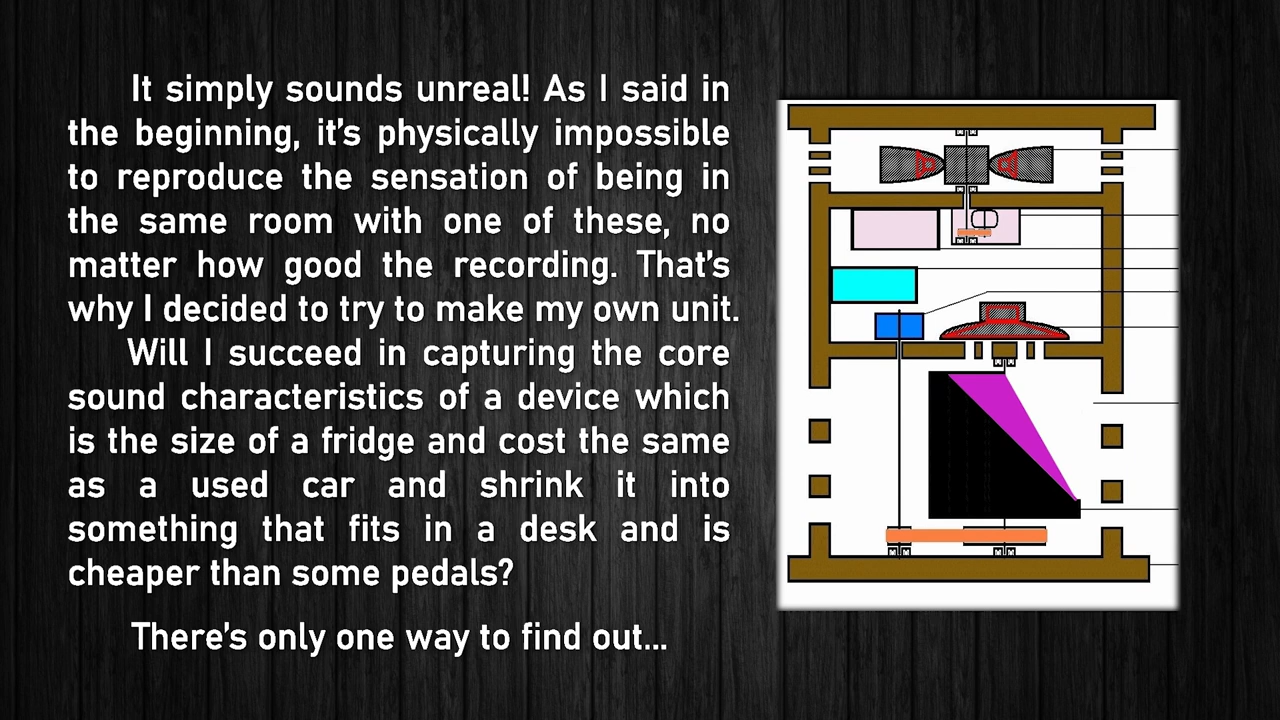 It simply sounds unreal! As I said in
the beginning, it's physically impossible
to reproduce the sensation of being in
the same room with one of these, no
matter how good the recording. That's
why I decided to try to make my own unit.
Will I succeed in capturing the core
sound characteristics of a device which
is the size of a fridge and cost the same
as a used car and shrink it into
something that fits in a desk and is
cheaper than some pedals?
There's only one way to find out...